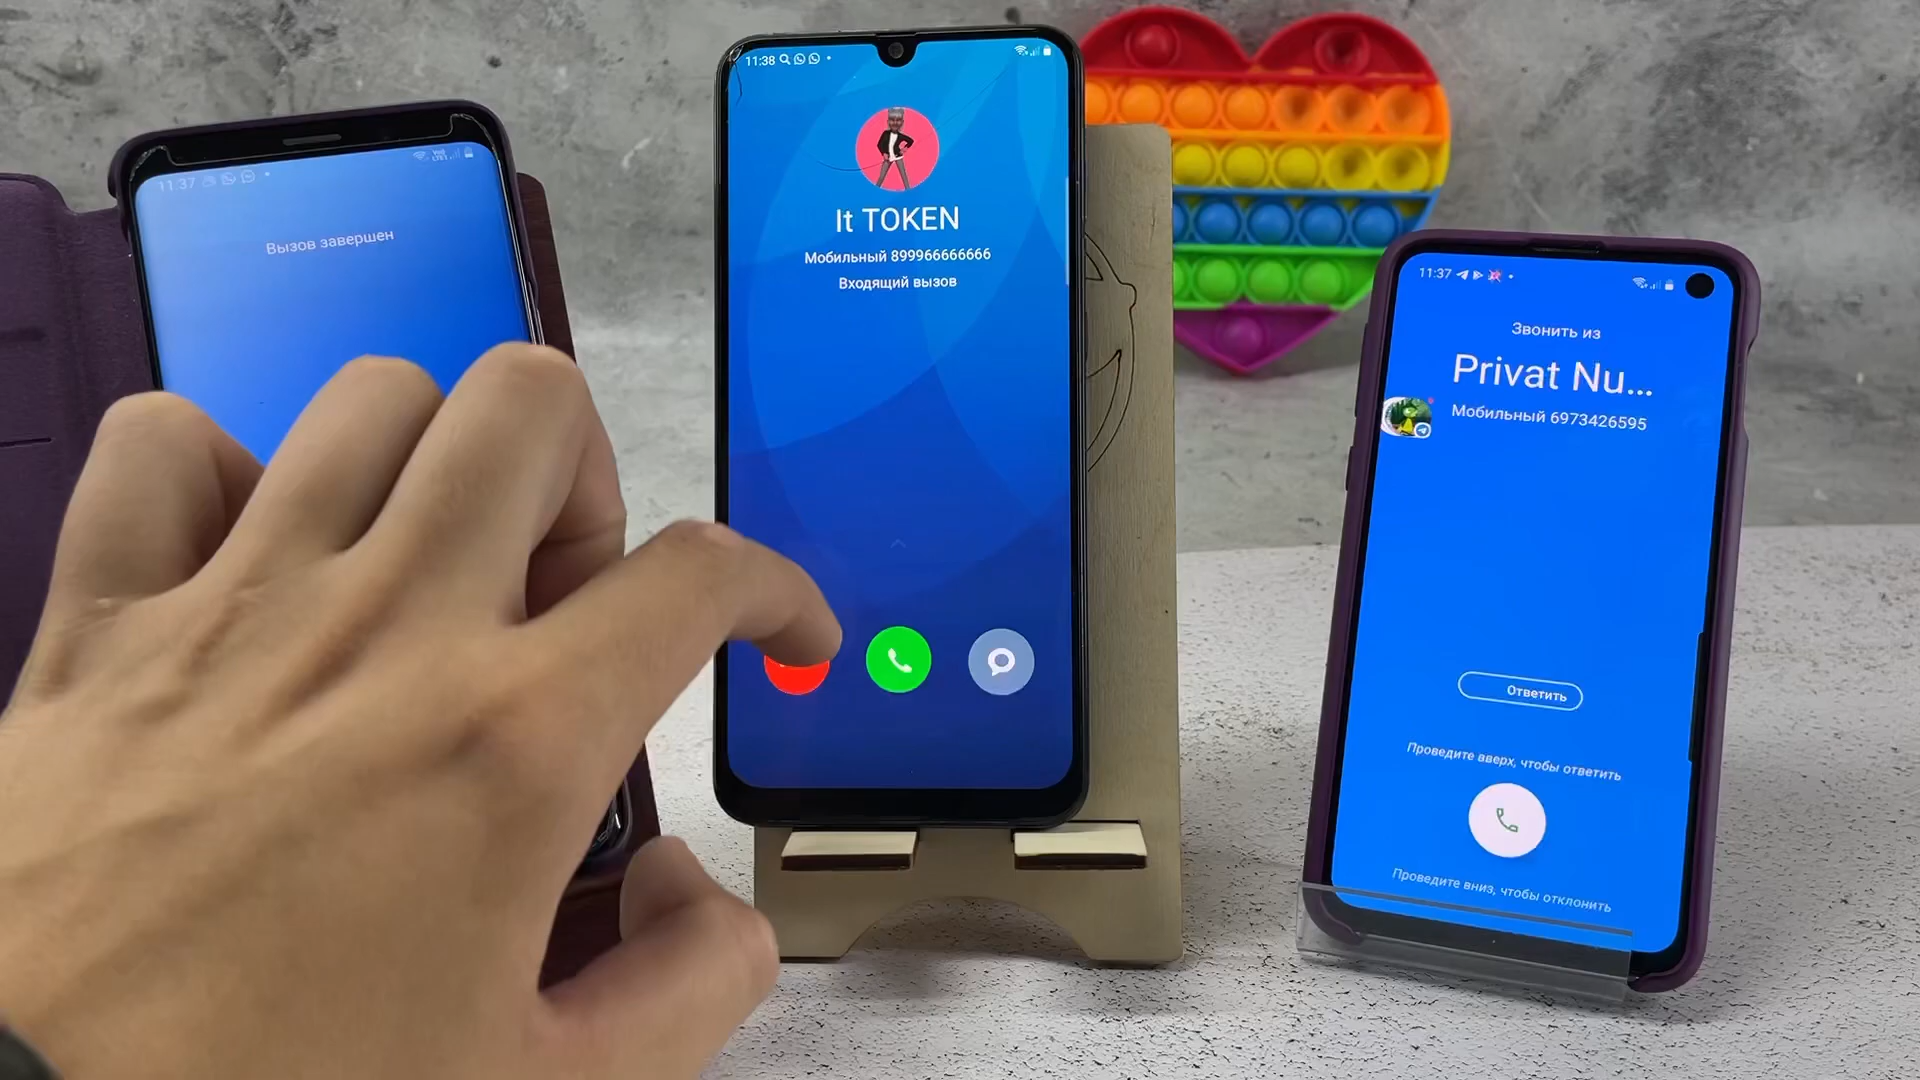 11:37
Вызов завершен
11:38
It TOKEN
Мобильный 899966666666
Входящий вызов
11:37
Звонить из
Privat Nu...
Мобильный 6973426595
Ответить
Проведите вверх, чтобы ответить
Проведите вниз, чтобы отклонить